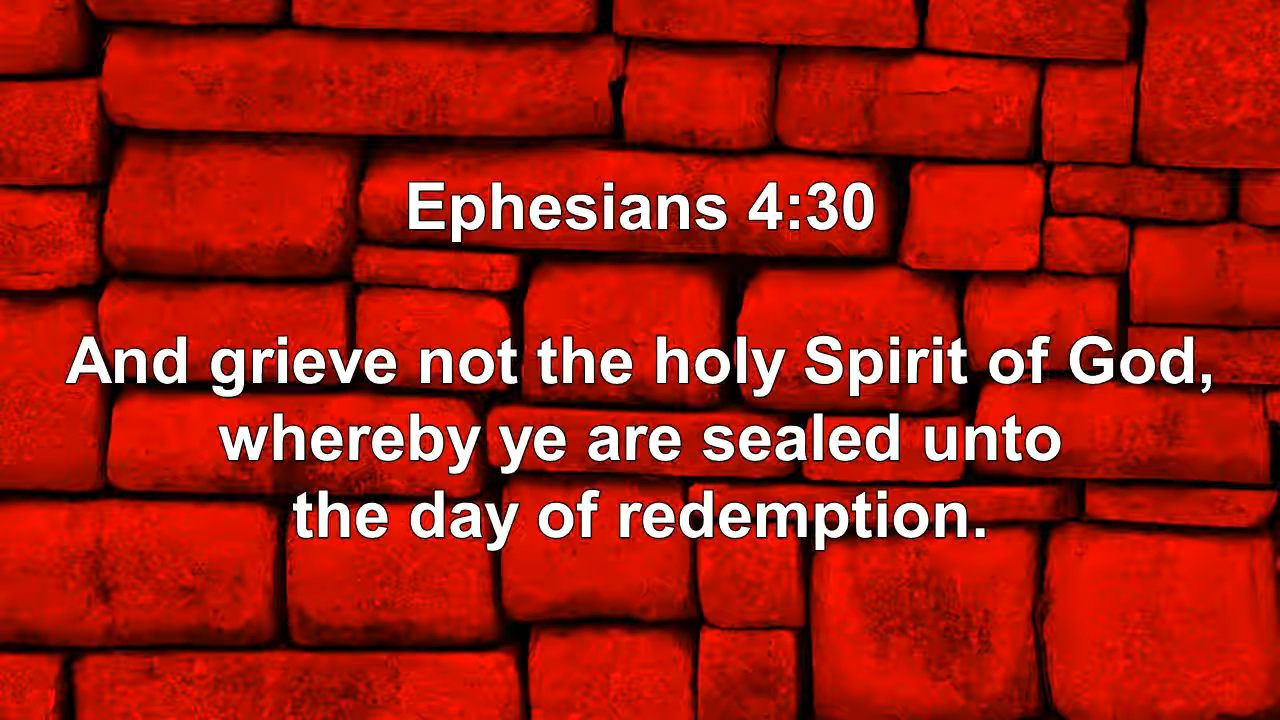 Ephesians 4:30
And grieve not the holy Spirit of God,
whereby ye are sealed unto
the day of redemption.